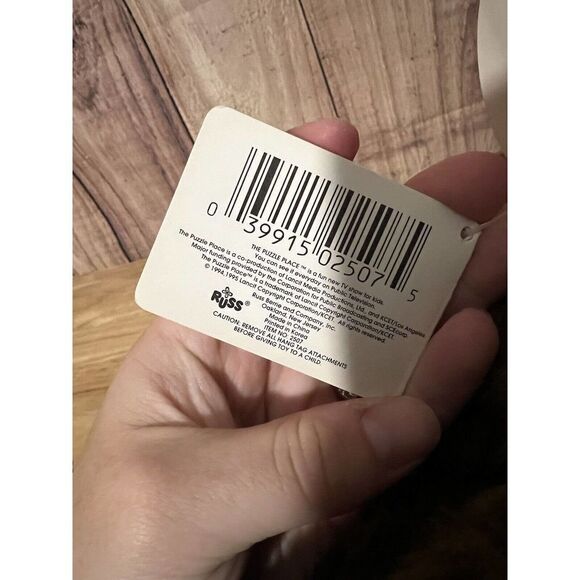 0 39915 02507 5
THE PUZZLE PLACE™ is a fun new TV show for kids.
You can see it everyday on Public Television.
The Puzzle Place is a co-production of Lancit Media Productions, Ltd., and KCET/Los Angeles
Major funding provided by the Corporation for Public Broadcasting and SCEcorp.
The Puzzle Place™ is a trademark of Lancit Copyright Corporation/KCET.
© 1994, 1995 Lancit Copyright Corporation/KCET. All rights reserved.
RUSS®
Russ Berrie and Company, Inc.
Oakland, New Jersey
Made in China
Printed in Korea
ITEM NO. 2507
CAUTION: REMOVE ALL HANG TAG ATTACHMENTS
BEFORE GIVING TOY TO A CHILD.